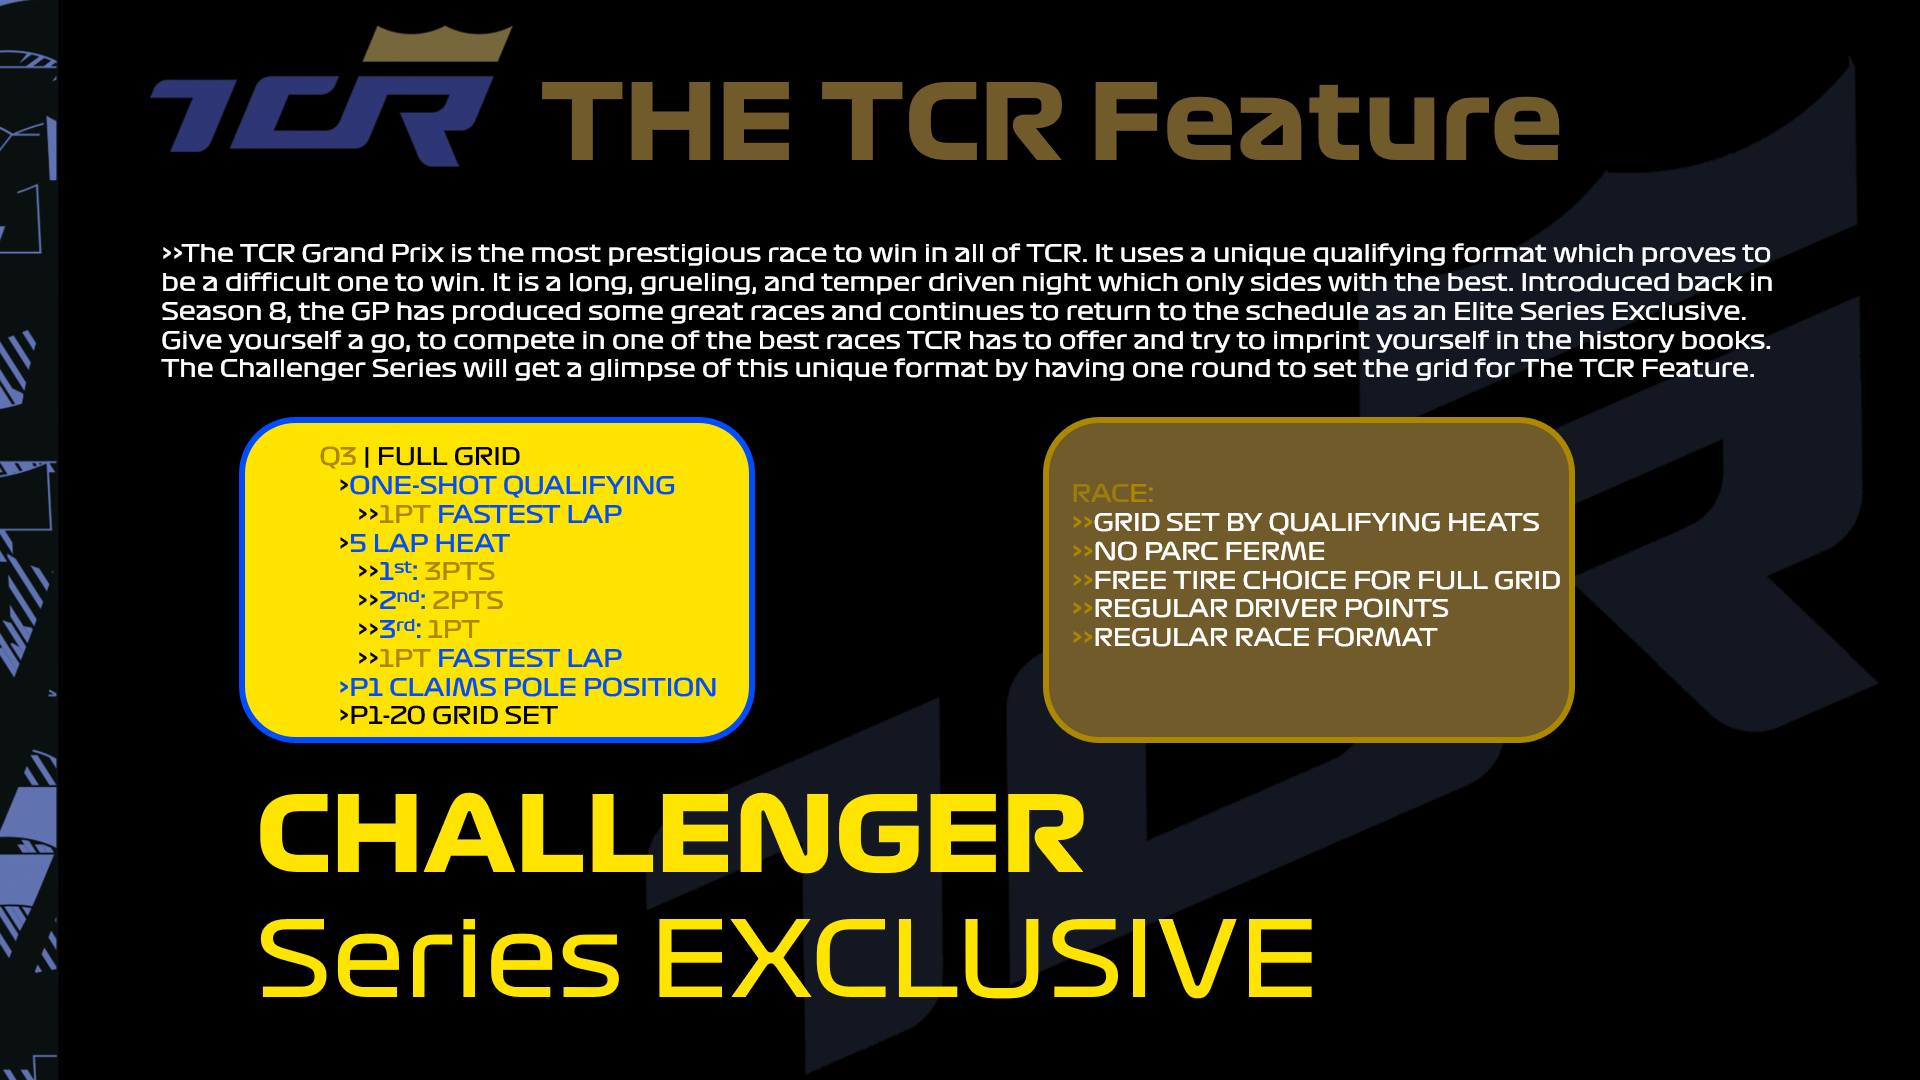 TCR THE TCR Feature
>>The TCR Grand Prix is the most prestigious race to win in all of TCR. It uses a unique qualifying format which proves to
be a difficult one to win. It is a long, grueling, and temper driven night which only sides with the best. Introduced back in
Season 8, the GP has produced some great races and continues to return to the schedule as an Elite Series Exclusive.
Give yourself a go, to compete in one of the best races TCR has to offer and try to imprint yourself in the history books.
The Challenger Series will get a glimpse of this unique format by having one round to set the grid for The TCR Feature.
Q3 | FULL GRID
>ONE-SHOT QUALIFYING
>>1PT FASTEST LAP
>5 LAP HEAT
>>1st: 3PTS
>>2nd: 2PTS
>>3rd: 1PT
>>1PT FASTEST LAP
>P1 CLAIMS POLE POSITION
>P1-20 GRID SET
RACE:
>>GRID SET BY QUALIFYING HEATS
>>NO PARC FERME
>>FREE TIRE CHOICE FOR FULL GRID
>>REGULAR DRIVER POINTS
>>REGULAR RACE FORMAT
CHALLENGER
Series EXCLUSIVE